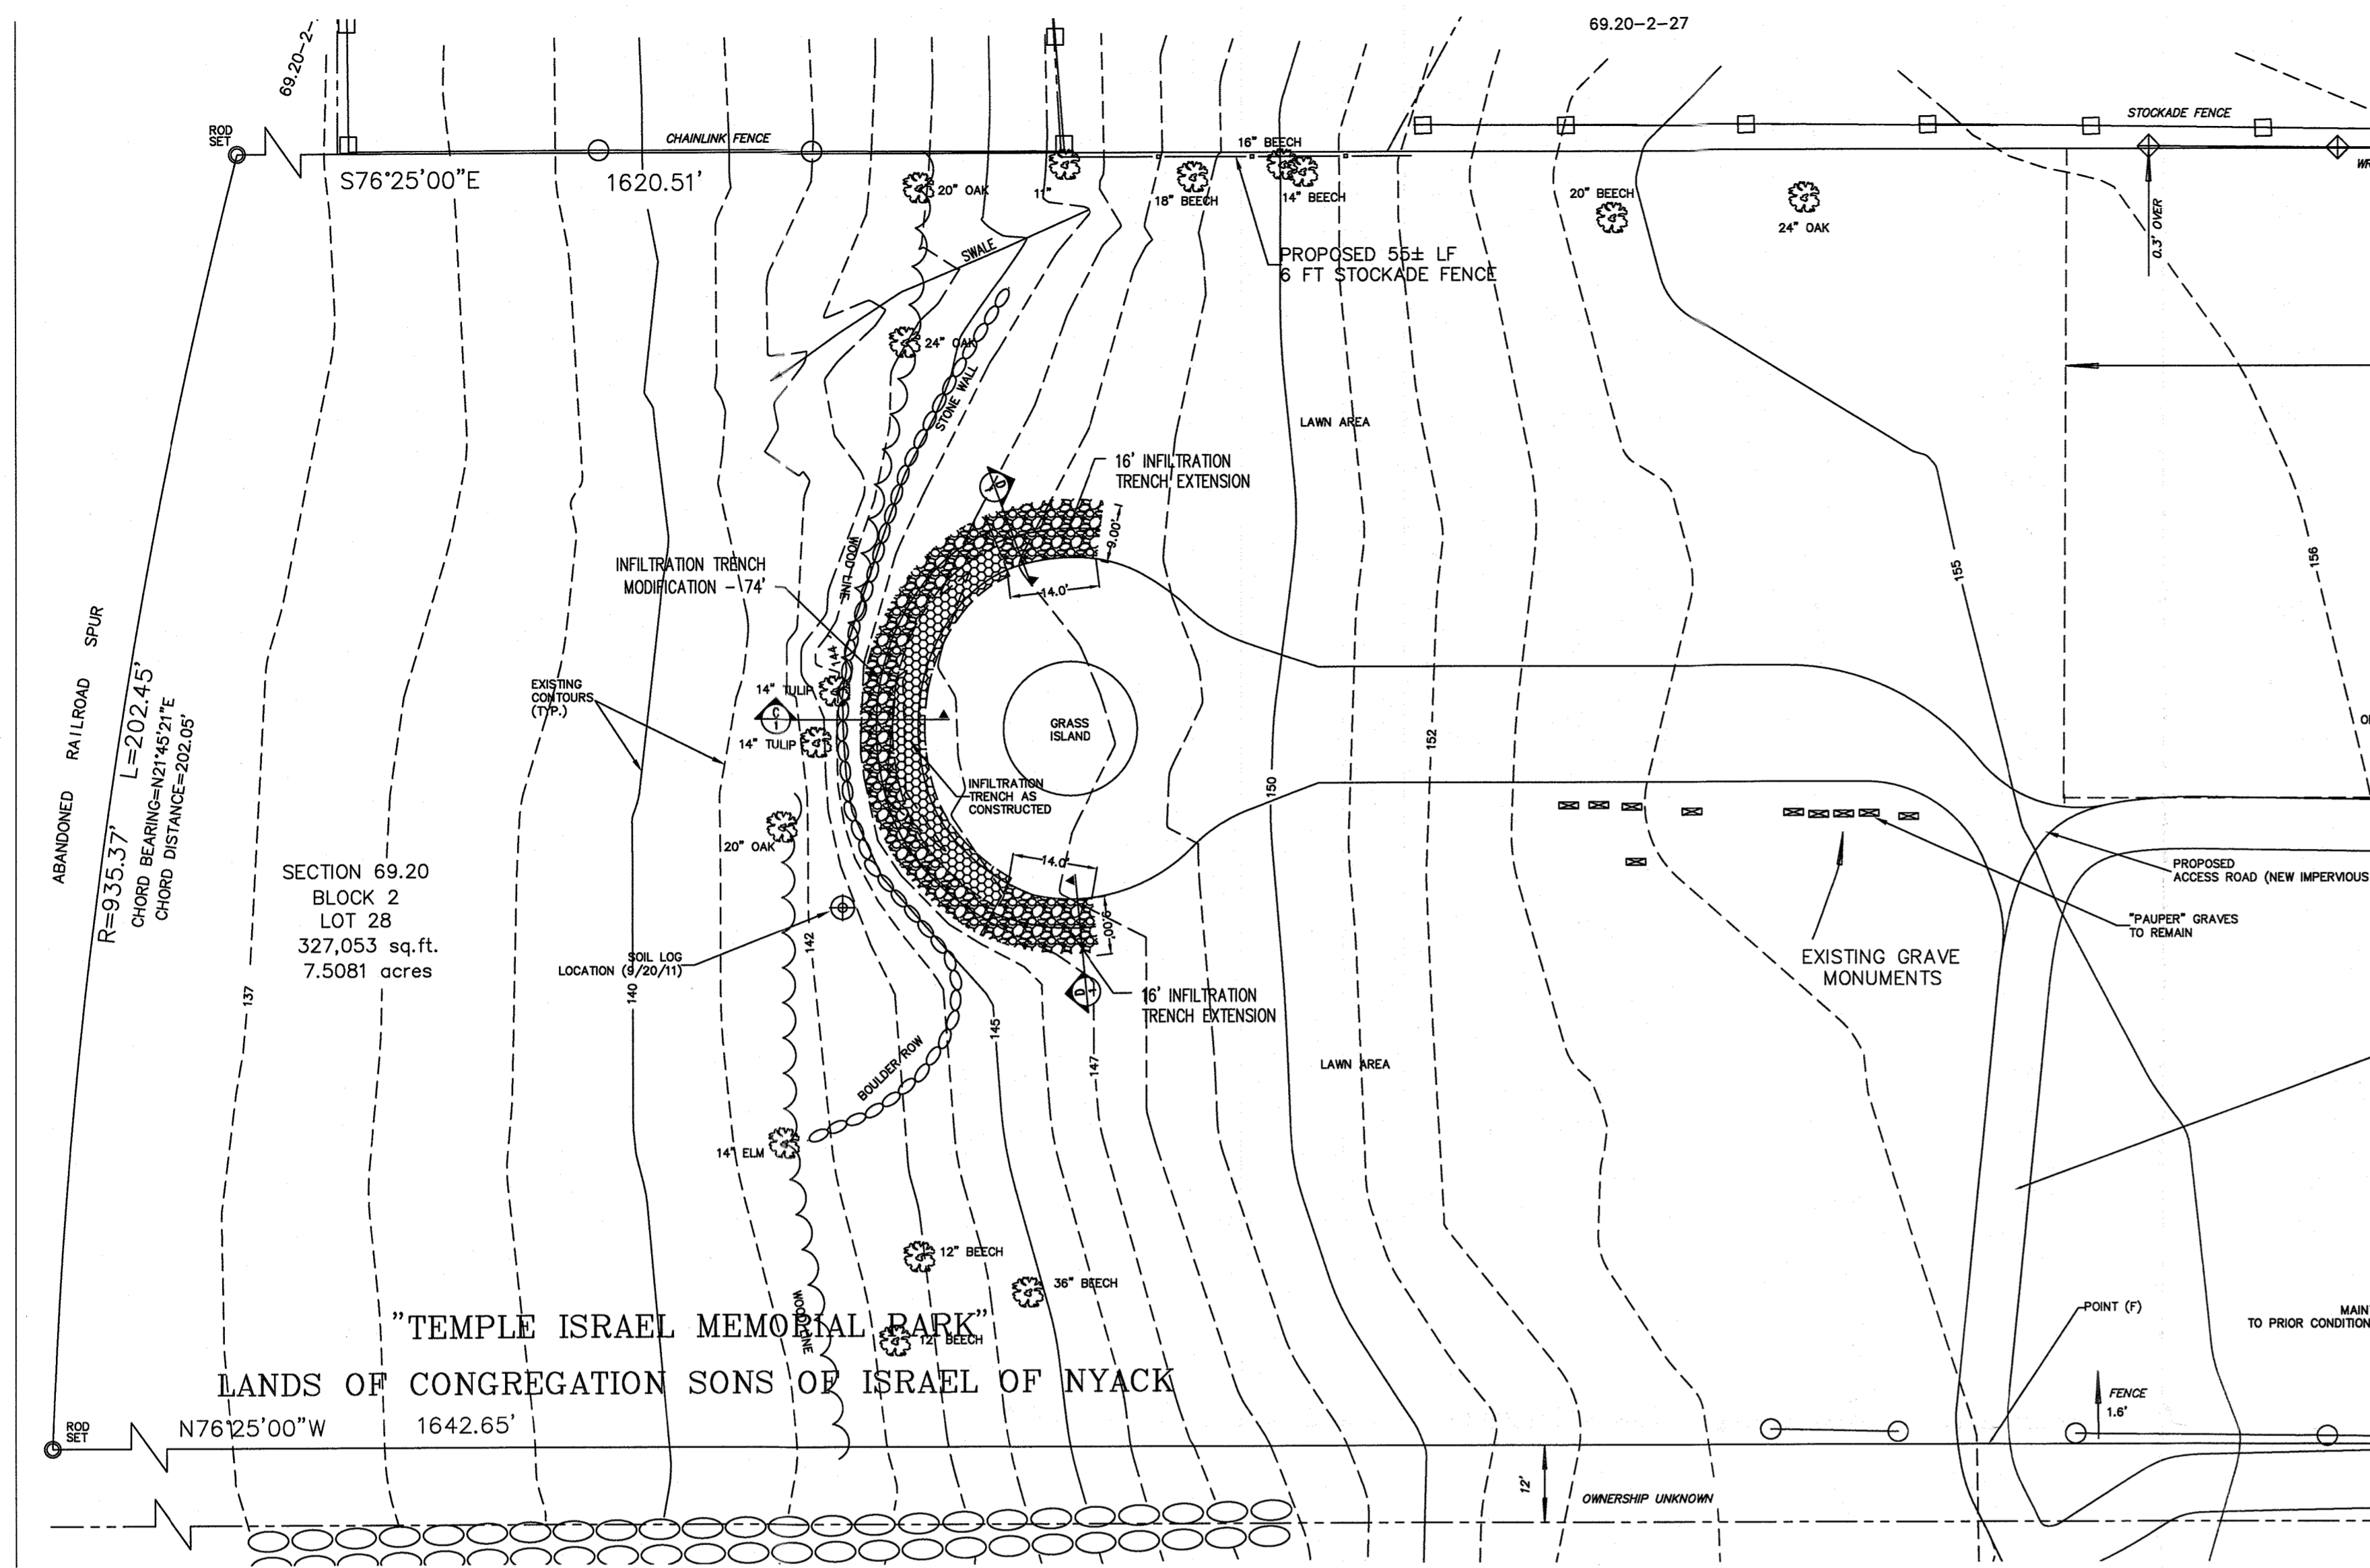 69.20-2-
69.20-2-27
ROD
SET
CHAINLINK FENCE
STOCKADE FENCE
S76°25'00"E
1620.51'
20" OAK
11"
18" BEECH
16" BEECH
14" BEECH
20" BEECH
24" OAK
0.3' OVER
SWALE
PROPOSED 55± LF
6 FT STOCKADE FENCE
24" OAK
STONE WALL
LAWN AREA
16' INFILTRATION
TRENCH EXTENSION
D
1
9.00'
14.0'
WOOD LINE
INFILTRATION TRENCH
MODIFICATION - 74'
155
156
ABANDONED RAILROAD SPUR
R=935.37' L=202.45'
CHORD BEARING=N21°45'21"E
CHORD DISTANCE=202.05'
EXISTING
CONTOURS
(TYP.)
144
14" TULIP
C
1
14" TULIP
GRASS
ISLAND
152
150
INFILTRATION
TRENCH AS
CONSTRUCTED
20" OAK
14.0'
9.00'
SECTION 69.20
BLOCK 2
LOT 28
327,053 sq.ft.
7.5081 acres
PROPOSED
ACCESS ROAD (NEW IMPERVIOUS
"PAUPER" GRAVES
TO REMAIN
EXISTING GRAVE
MONUMENTS
SOIL LOG
LOCATION (9/20/11)
137
140
142
145
147
D
1
16' INFILTRATION
TRENCH EXTENSION
BOULDER ROW
LAWN AREA
14" ELM
12" BEECH
36" BEECH
WOOD LINE
12" BEECH
POINT (F)
MAIN
TO PRIOR CONDITION
"TEMPLE ISRAEL MEMORIAL PARK"
LANDS OF CONGREGATION SONS OF ISRAEL OF NYACK
ROD
SET
N76°25'00"W
1642.65'
FENCE
1.6'
12'
OWNERSHIP UNKNOWN